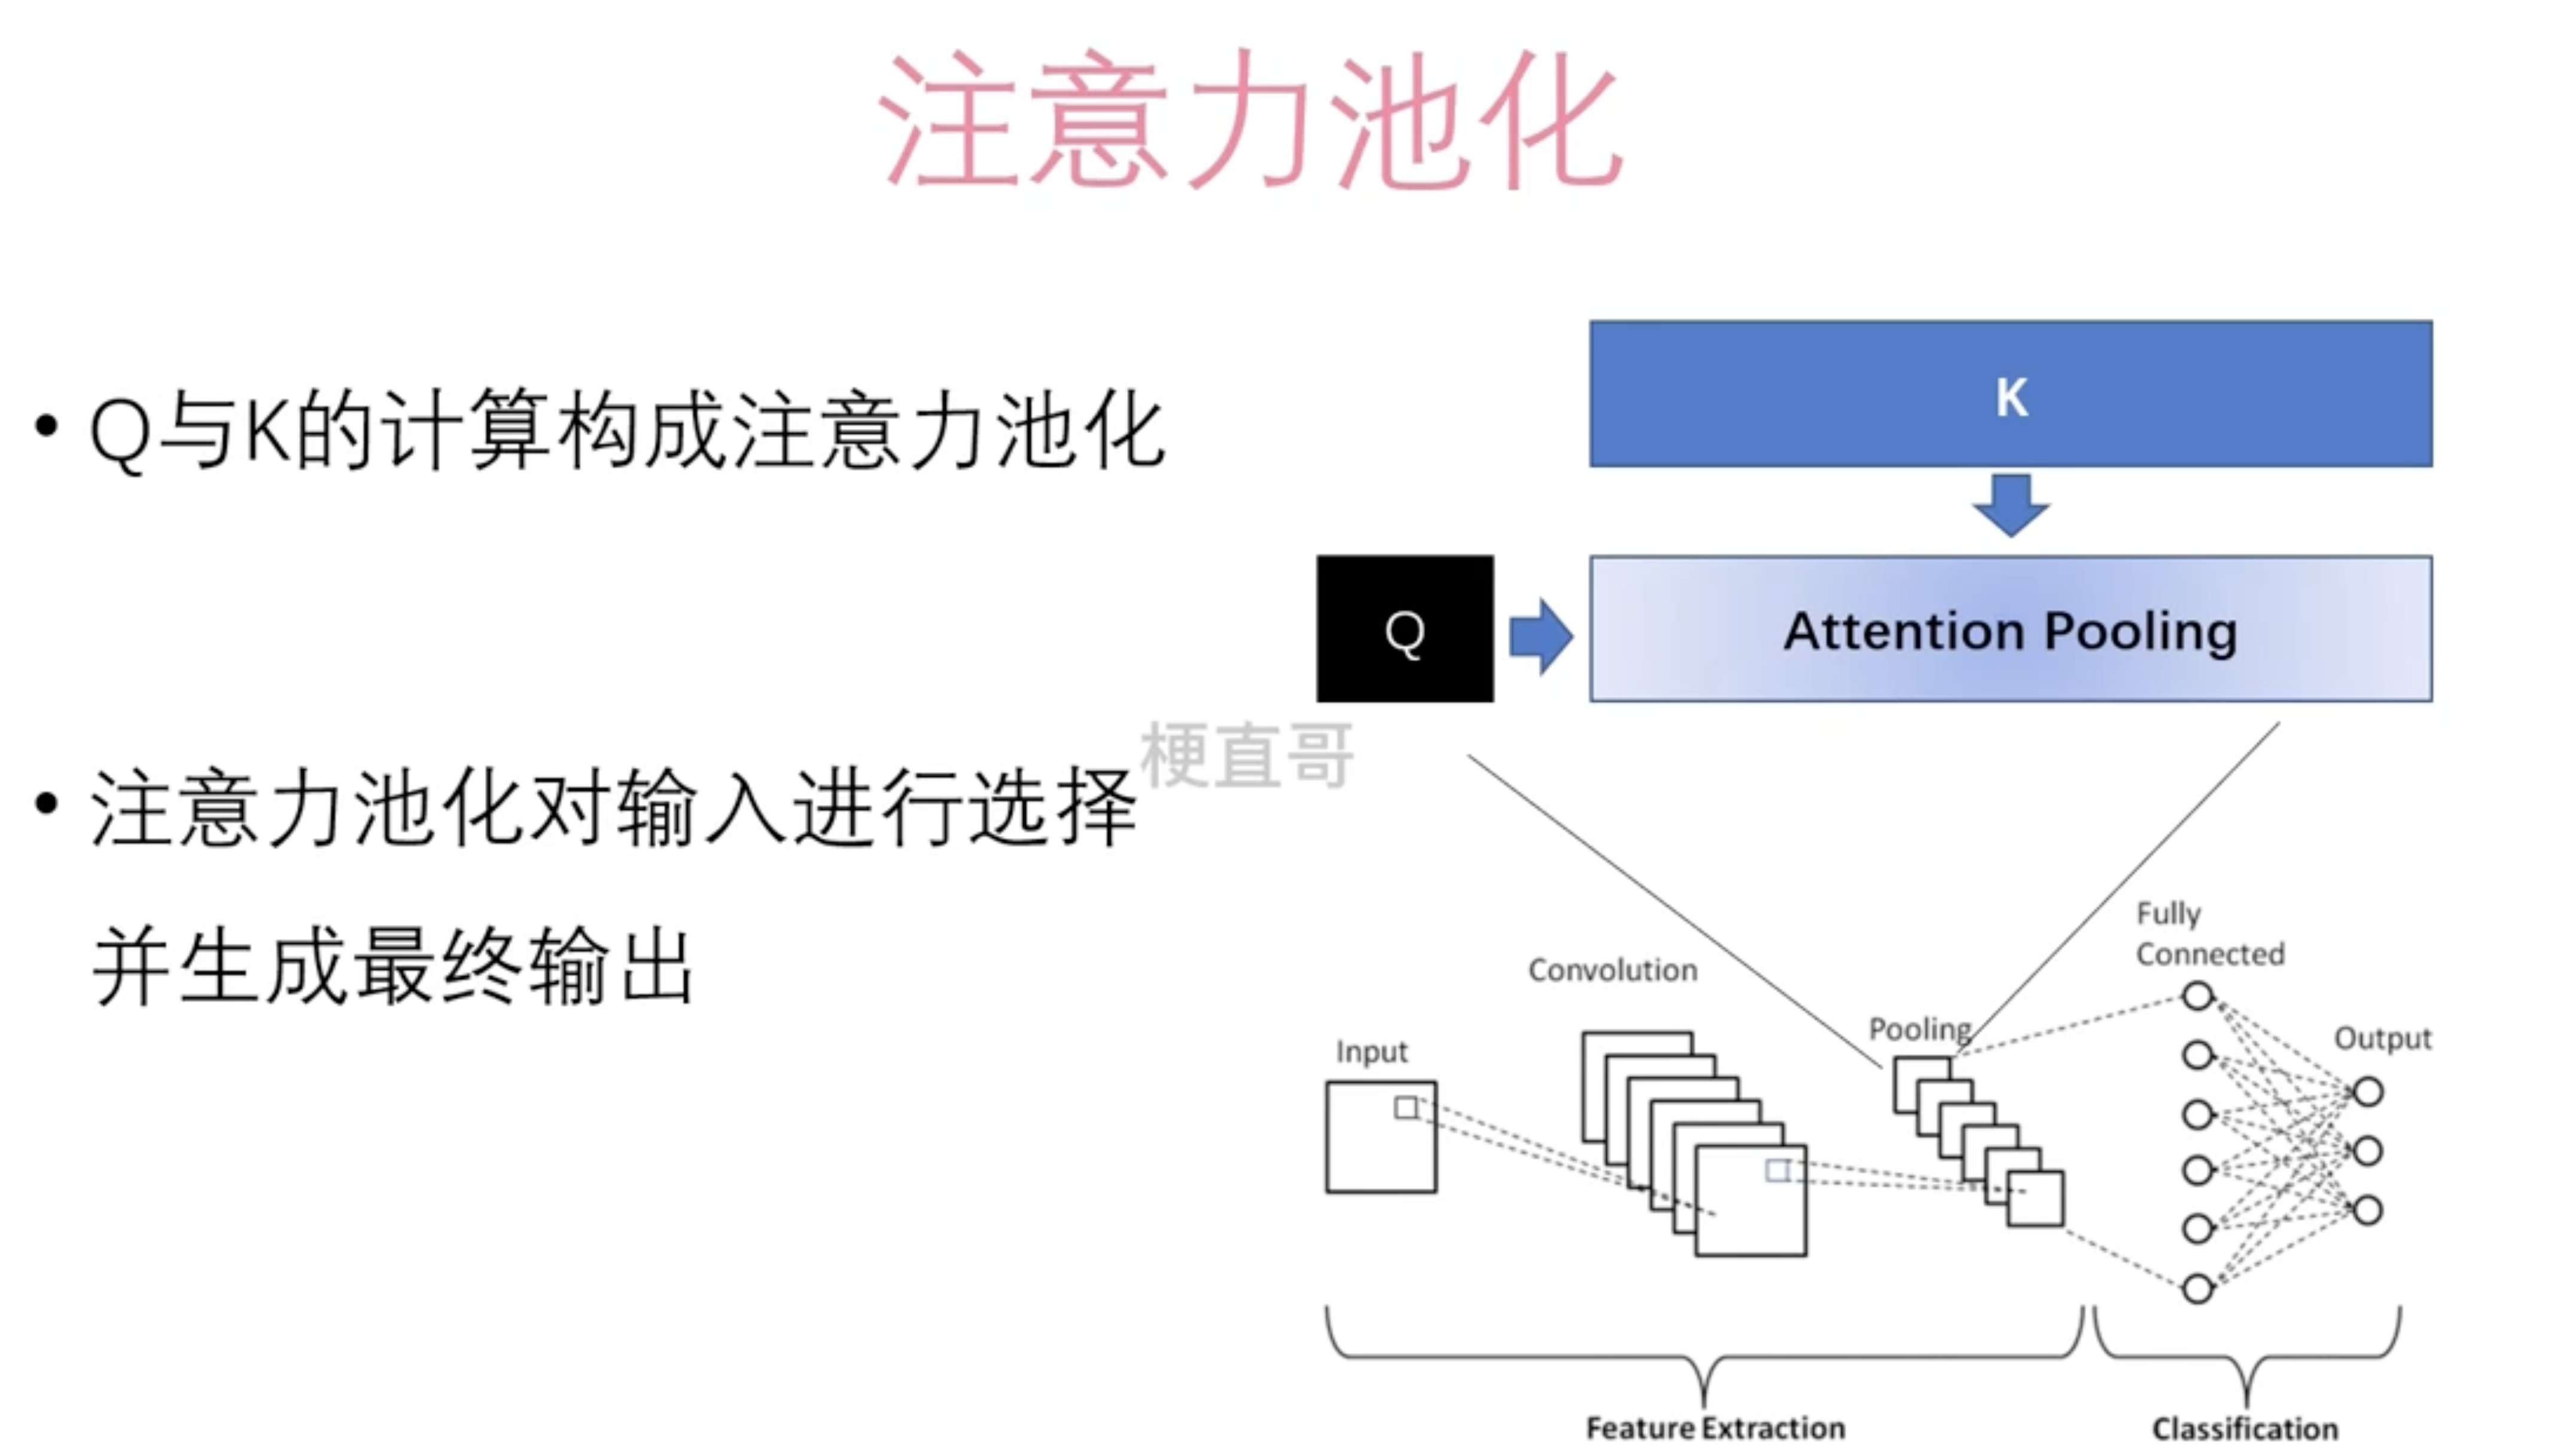 注意力池化
• Q与K的计算构成注意力池化
• 注意力池化对输入进行选择
并生成最终输出
K
Q
Attention Pooling
梗直哥
Fully
Connected
Convolution
Pooling
Input
Output
Feature Extraction
Classification